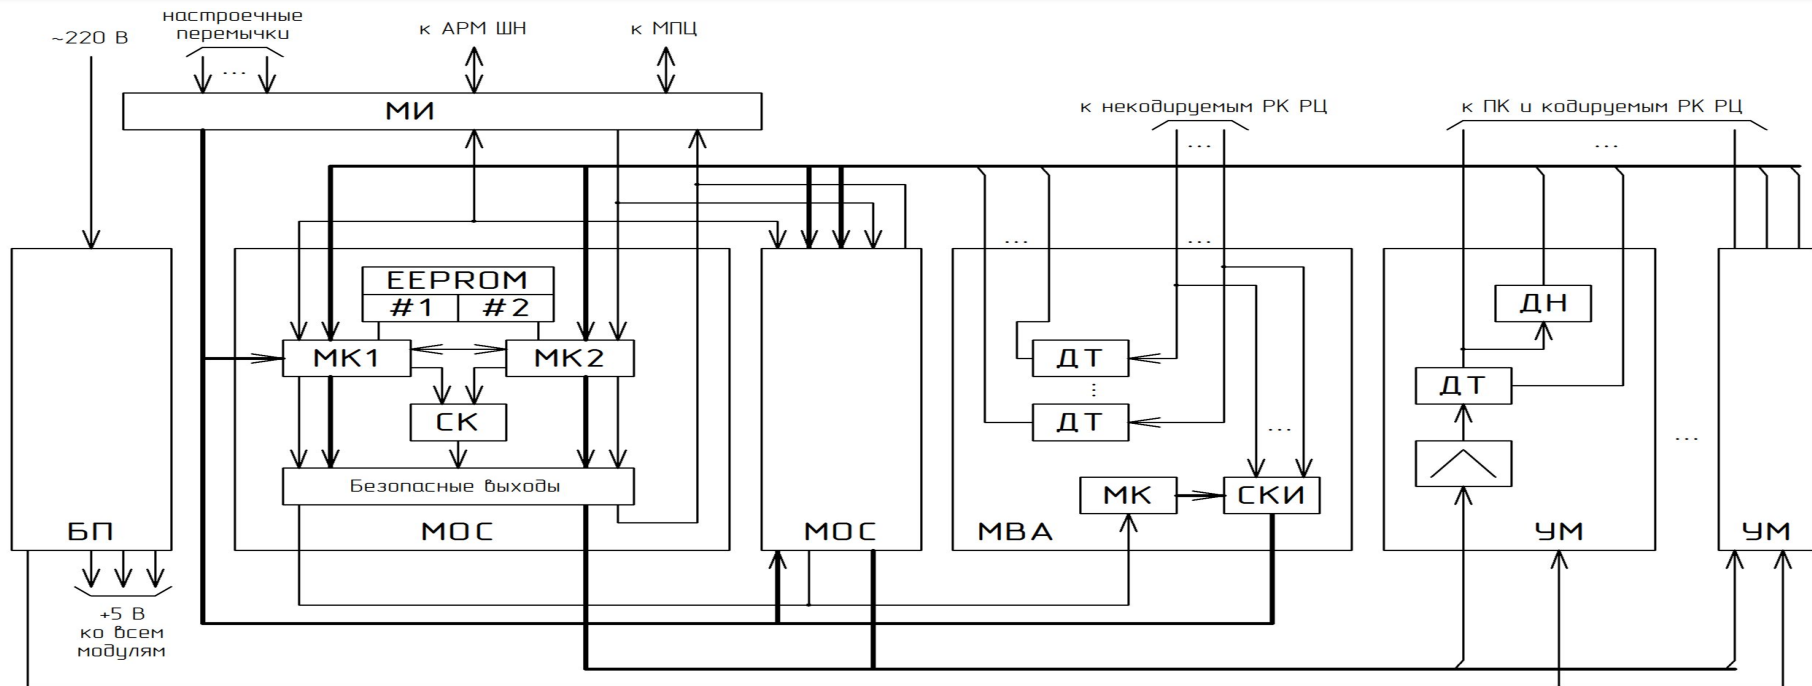 настроечные
перемычки
~220 В
к АРМ ШН
к МПЦ
МИ
к некодируемым РК РЦ
к ПК и кодируемым РК РЦ
...
...
...
...
...
EEPROM
#1 #2
МК1
МК2
СК
Безопасные выходы
МОС
МОС
БП
+5 В
ко всем
модулям
ДТ
...
ДТ
...
МК
СКИ
МВА
ДН
ДТ
УМ
...
УМ